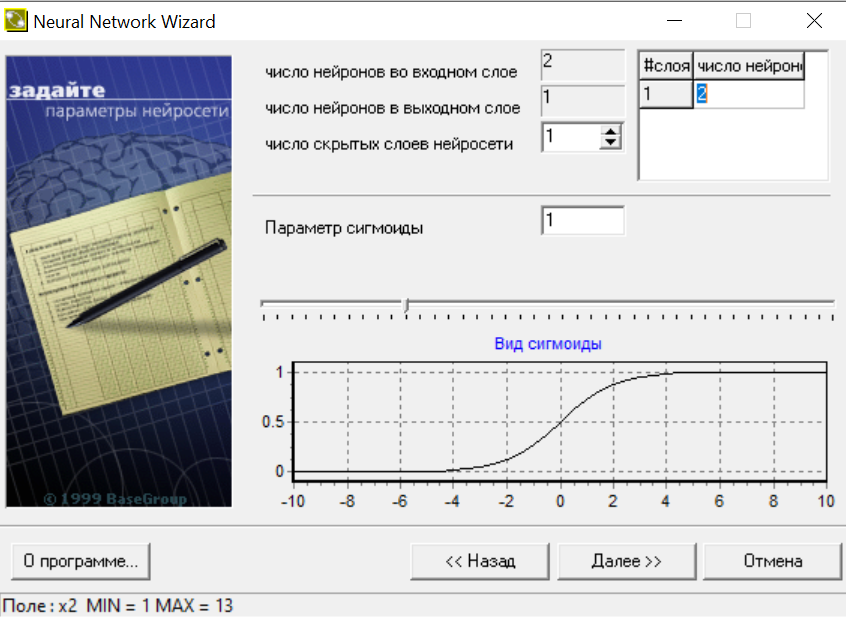 Neural Network Wizard
задайте
параметры нейросети
число нейронов во входном слое
2
число нейронов в выходном слое
1
число скрытых слоев нейросети
1
#слоя число нейрон
1 2
Параметр сигмоиды
1
Вид сигмоиды
1
0.5
0
-10 -8 -6 -4 -2 0 2 4 6 8 10
© 1999 BaseGroup
О программе...
<< Назад
Далее >>
Отмена
Поле : x2 MIN = 1 MAX = 13